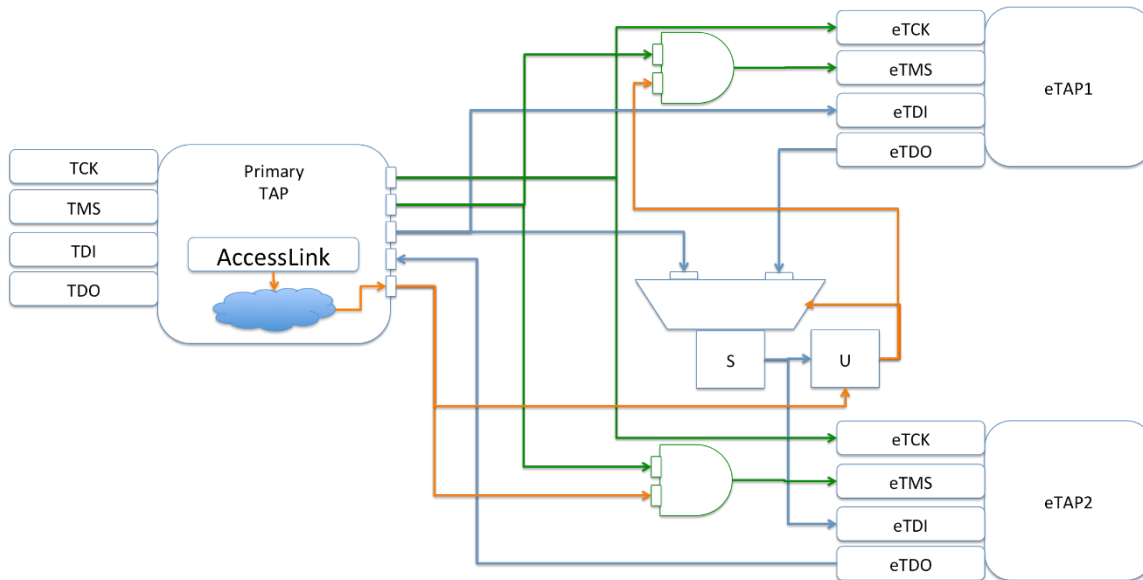 eTCK
eTMS
eTAP1
eTDI
eTDO
TCK
Primary
TAP
TMS
TDI
AccessLink
TDO
S
U
eTCK
eTMS
eTAP2
eTDI
eTDO